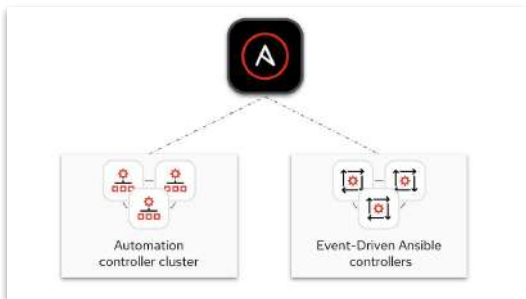 Automation
controller cluster
Event-Driven Ansible
controllers